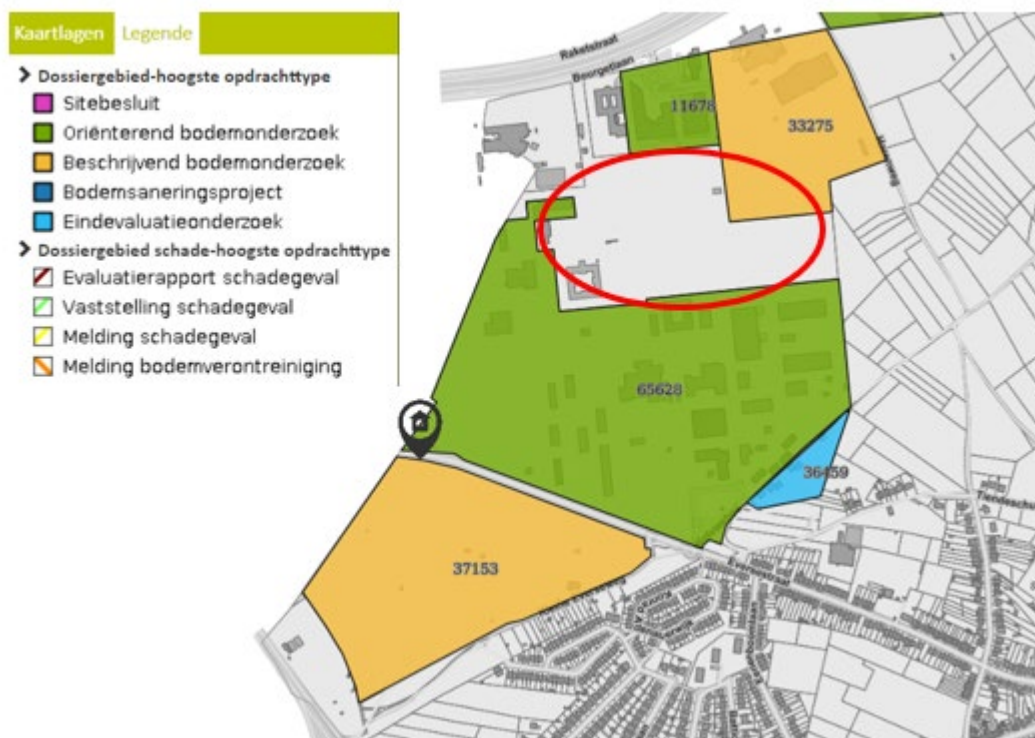 Kaartlagen Legende
Dossiergebied-hoogste opdrachttype
Sitebesluit
Oriënterend bodemonderzoek
Beschrijvend bodemonderzoek
Bodemsaneringsproject
Eindevaluatieonderzoek
Dossiergebied schade-hoogste opdrachttype
Evaluatierapport schadegeval
Vaststelling schadegeval
Melding schadegeval
Melding bodemverontreiniging
Raketstraat
Bourgetlaan
11678
33275
65628
36459
37153